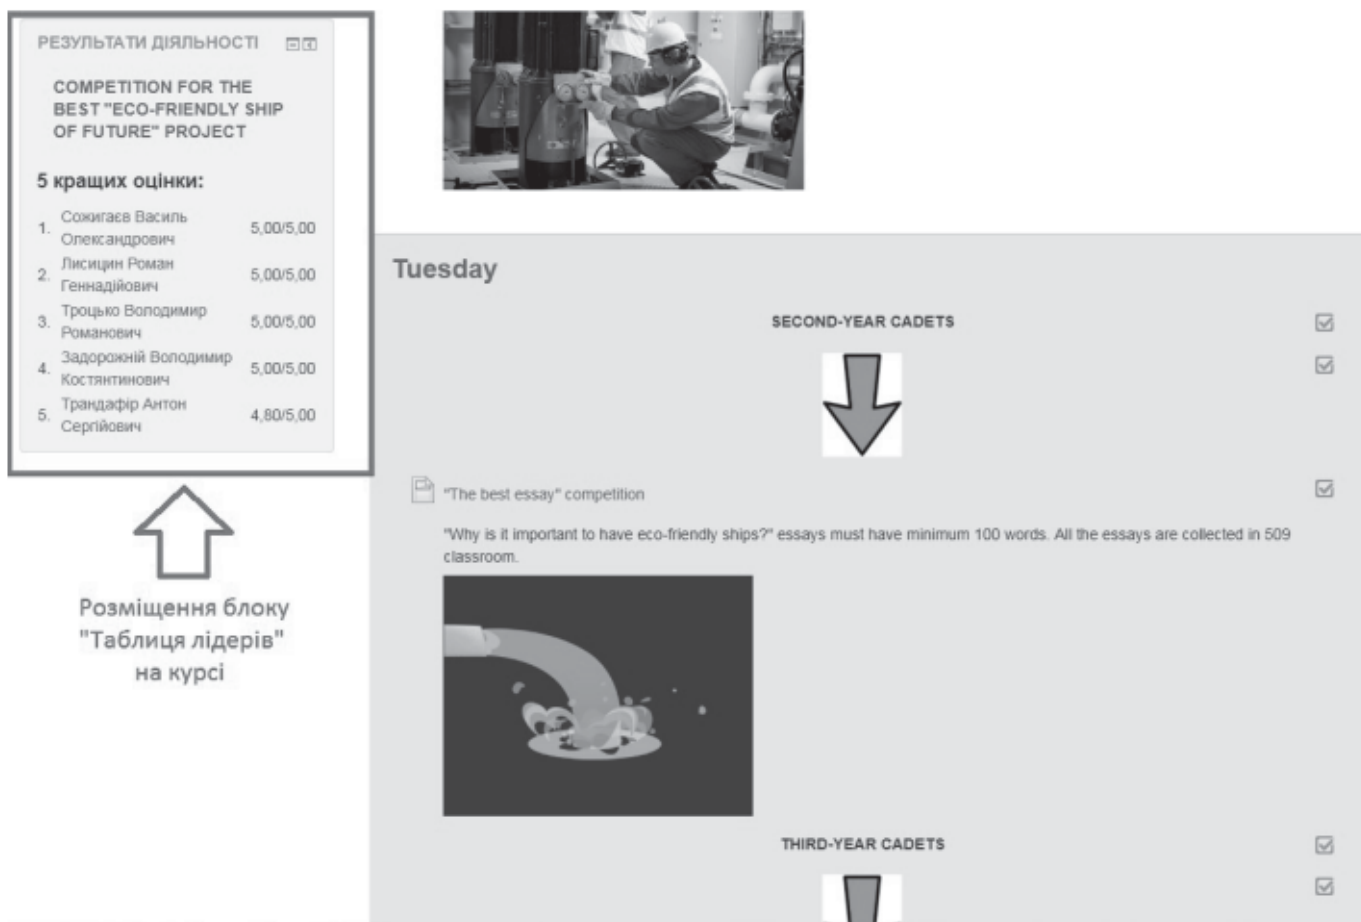 РЕЗУЛЬТАТИ ДІЯЛЬНОСТІ
COMPETITION FOR THE
BEST "ECO-FRIENDLY SHIP
OF FUTURE" PROJECT
5 кращих оцінки:
1. Сожигаєв Василь
Олександрович 5,00/5,00
2. Лисицин Роман
Геннадійович 5,00/5,00
3. Троцько Володимир
Романович 5,00/5,00
4. Задорожній Володимир
Костянтинович 5,00/5,00
5. Трандафір Антон
Сергійович 4,80/5,00
Розміщення блоку
"Таблиця лідерів"
на курсі
Tuesday
SECOND-YEAR CADETS
"The best essay" competition
"Why is it important to have eco-friendly ships?" essays must have minimum 100 words. All the essays are collected in 509
classroom.
THIRD-YEAR CADETS